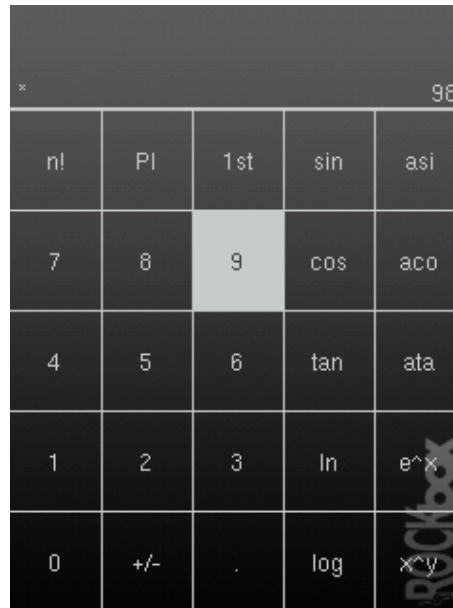 * 98
n! PI 1st sin asi
7 8 9 cos aco
4 5 6 tan ata
1 2 3 ln e^x
0 +/- . log x^y
ROCKbox